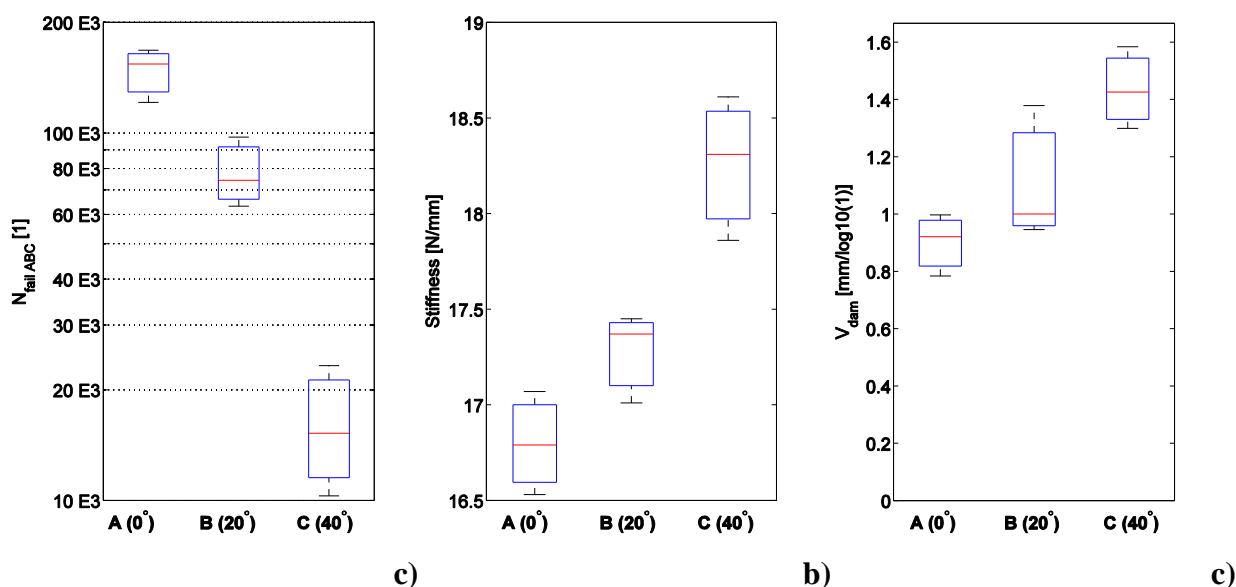 200 E3
100 E3
80 E3
60 E3
40 E3
30 E3
20 E3
10 E3
N_fail ABC [1]
A (0°) B (20°) C (40°)
c)
19
18.5
18
17.5
17
16.5
Stiffness [N/mm]
A (0°) B (20°) C (40°)
b)
1.6
1.4
1.2
1
0.8
0.6
0.4
0.2
0
V_dam [mm/log10(1)]
A (0°) B (20°) C (40°)
c)